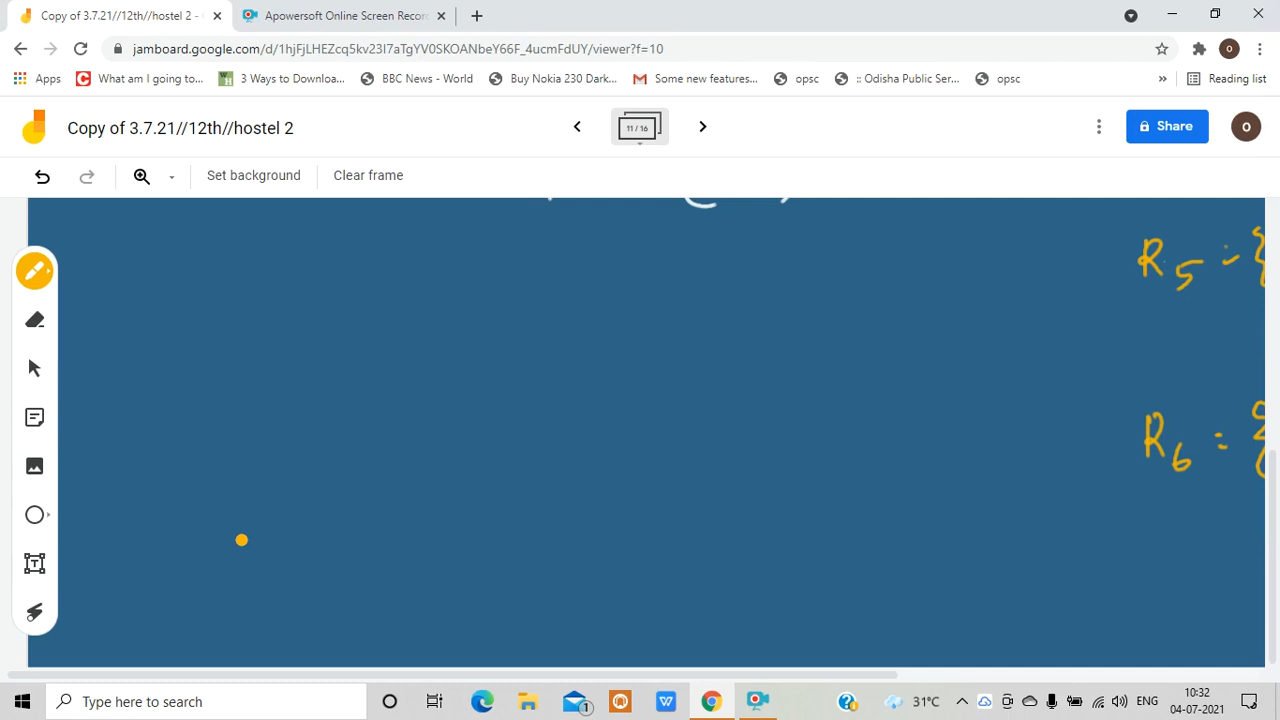 Copy of 3.7.21//12th//hostel 2 -
Apowersoft Online Screen Record
jamboard.google.com/d/1hjFjLHEZcq5kv23I7aTgYV0SKOANbeY66F_4ucmFdUY/viewer?f=10
O
Apps
What am I going to...
3 Ways to Downloa...
BBC News - World
Buy Nokia 230 Dark...
Some new features...
opsc
:: Odisha Public Ser...
opsc
»
Reading list
Copy of 3.7.21//12th//hostel 2
11 / 16
Share
O
Set background
Clear frame
R5 = {
R6 = {
Type here to search
1
31°C
ENG
10:32
04-07-2021